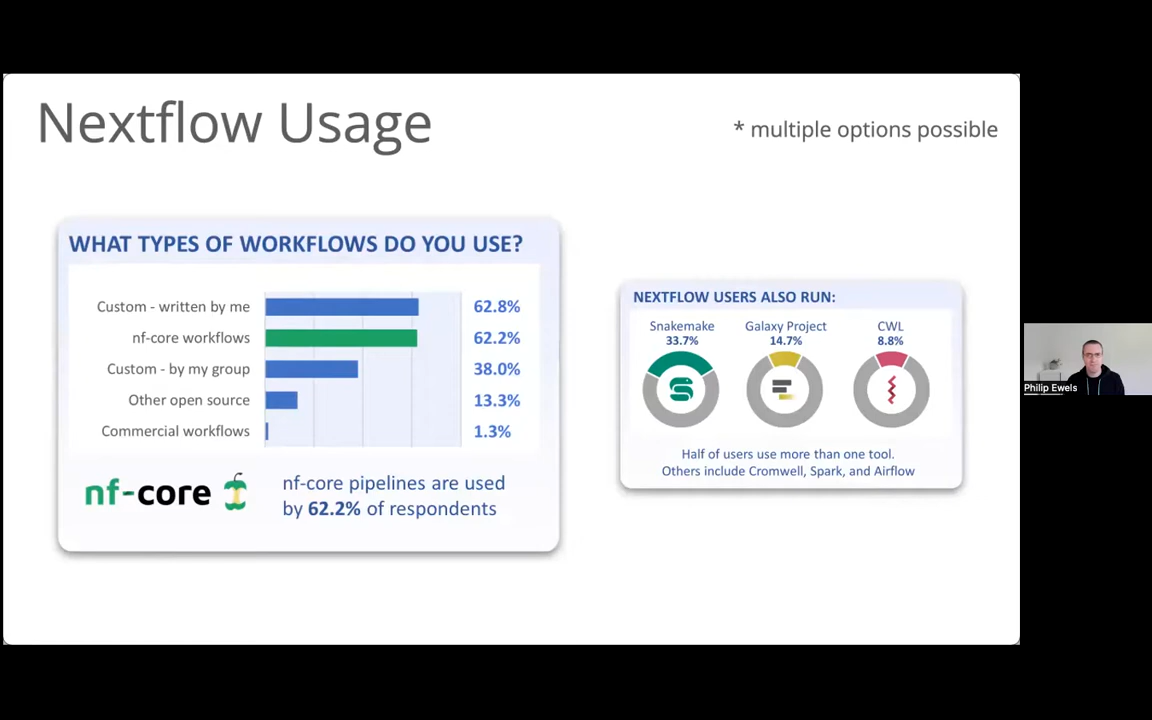 Nextflow Usage
* multiple options possible
WHAT TYPES OF WORKFLOWS DO YOU USE?
Custom - written by me 62.8%
nf-core workflows 62.2%
Custom - by my group 38.0%
Other open source 13.3%
Commercial workflows 1.3%
nf-core
nf-core pipelines are used
by 62.2% of respondents
NEXTFLOW USERS ALSO RUN:
Snakemake Galaxy Project CWL
33.7% 14.7% 8.8%
Half of users use more than one tool.
Others include Cromwell, Spark, and Airflow
Philip Ewels